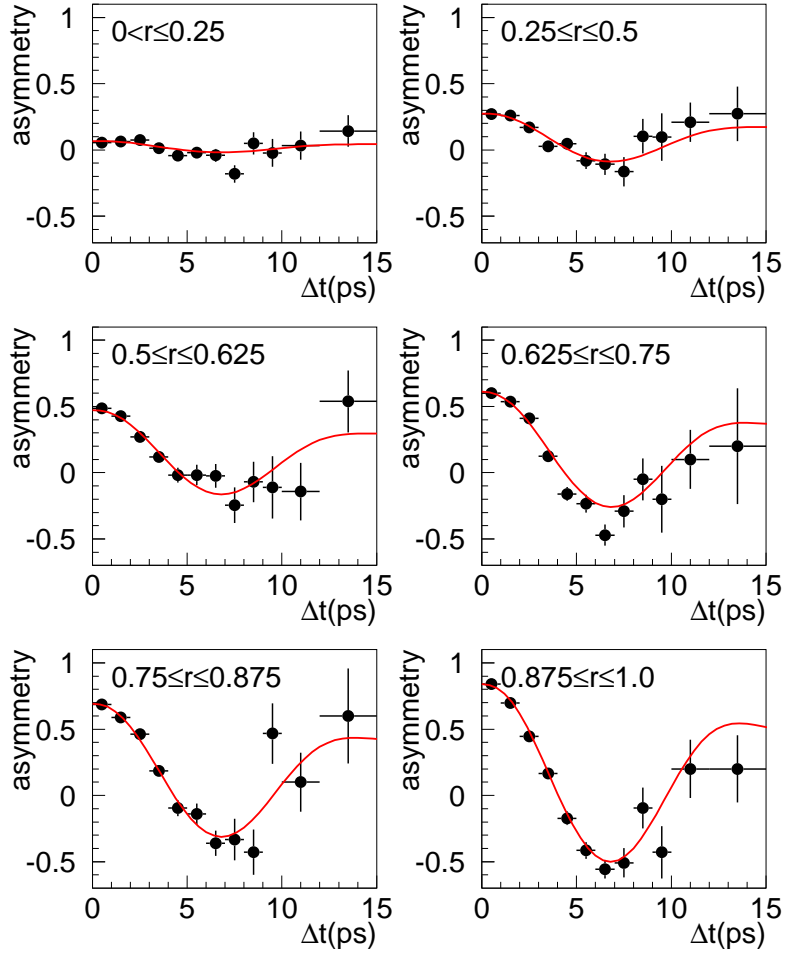 0<r≤0.25
asymmetry
1
0.5
0
-0.5
0 5 10 15
Δt(ps)
0.25≤r≤0.5
asymmetry
1
0.5
0
-0.5
0 5 10 15
Δt(ps)
0.5≤r≤0.625
asymmetry
1
0.5
0
-0.5
0 5 10 15
Δt(ps)
0.625≤r≤0.75
asymmetry
1
0.5
0
-0.5
0 5 10 15
Δt(ps)
0.75≤r≤0.875
asymmetry
1
0.5
0
-0.5
0 5 10 15
Δt(ps)
0.875≤r≤1.0
asymmetry
1
0.5
0
-0.5
0 5 10 15
Δt(ps)